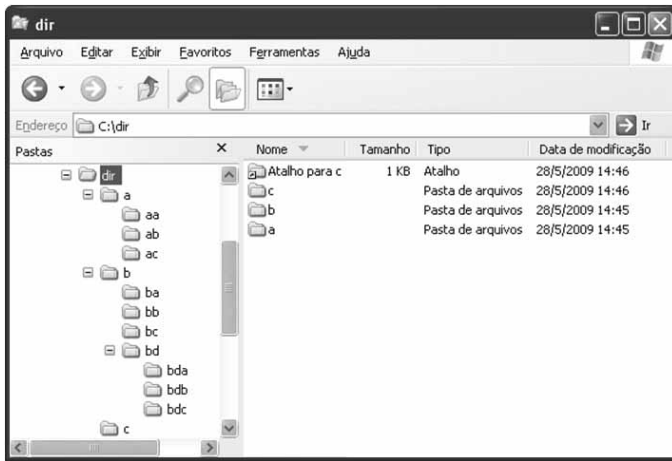 dir
Arquivo Editar Exibir Favoritos Ferramentas Ajuda
Endereço C:\dir Ir
Pastas × Nome Tamanho Tipo Data de modificação
dir
a
aa
ab
ac
b
ba
bb
bc
bd
bda
bdb
bdc
c
Atalho para c 1 KB Atalho 28/5/2009 14:46
c Pasta de arquivos 28/5/2009 14:46
b Pasta de arquivos 28/5/2009 14:45
a Pasta de arquivos 28/5/2009 14:45